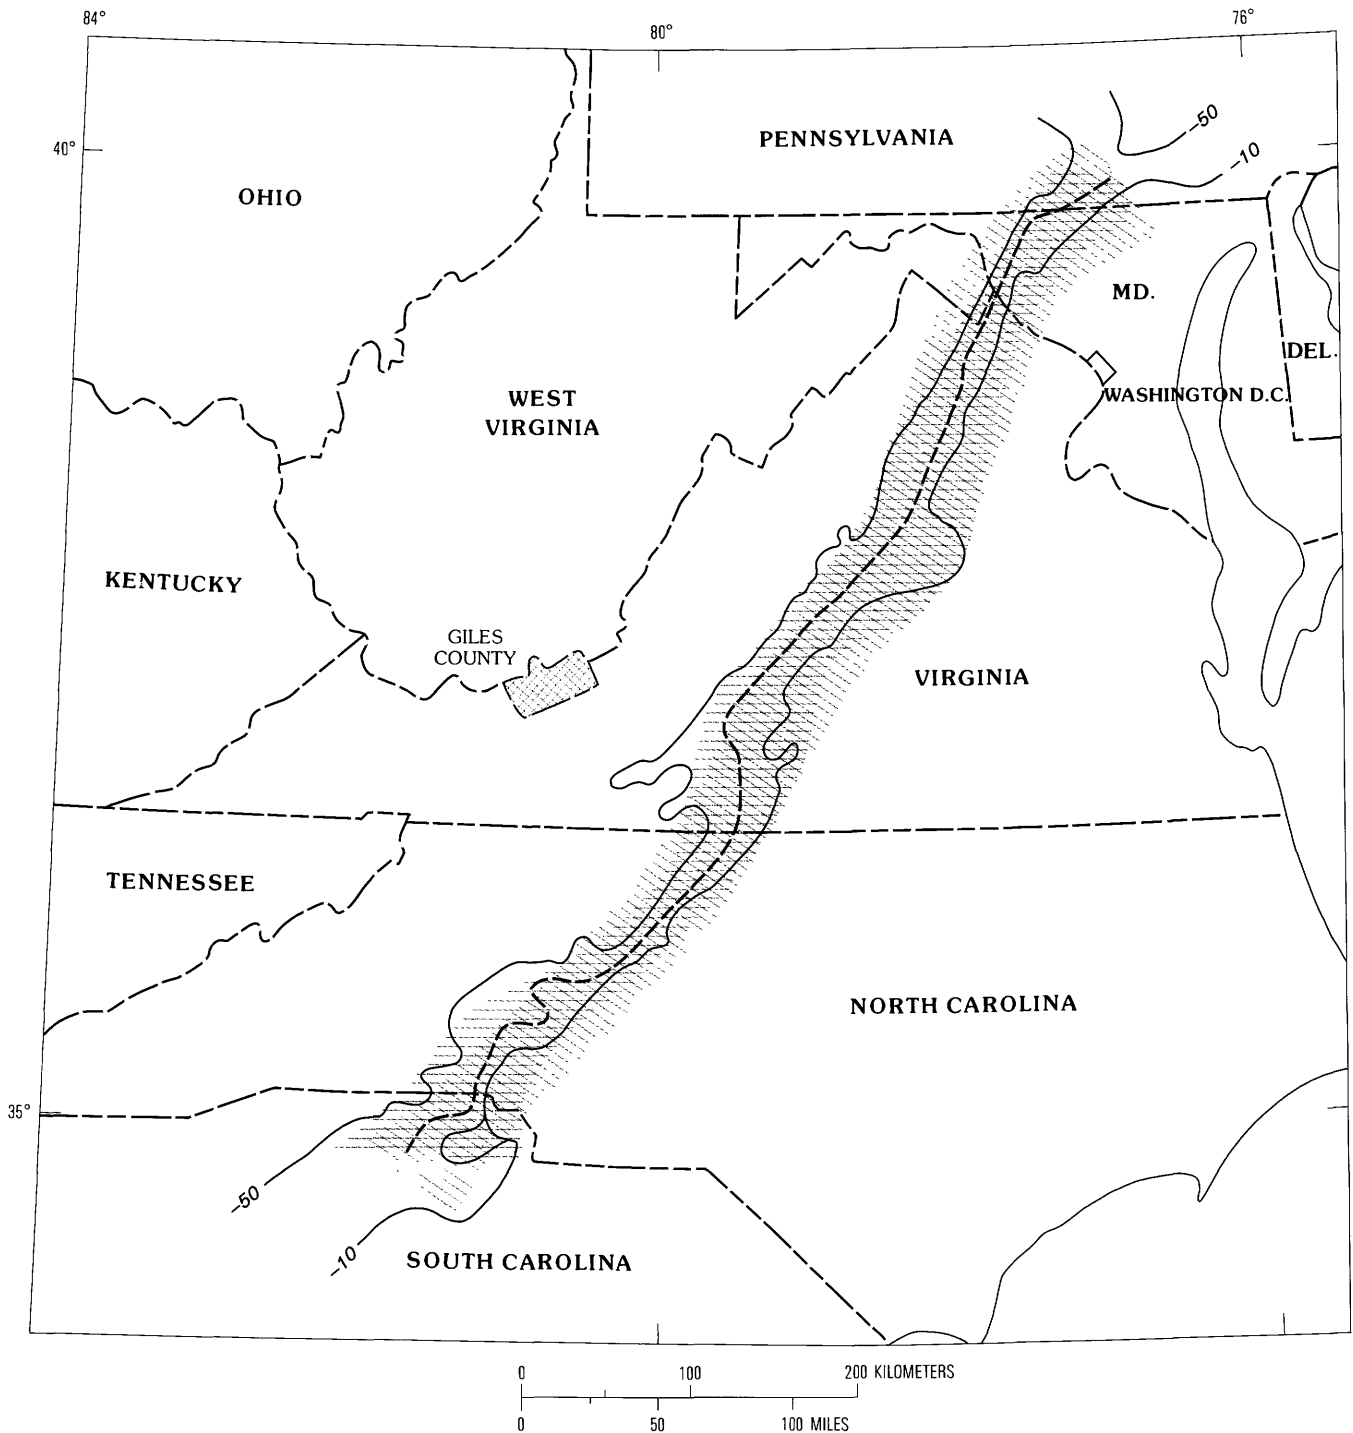 84°
80°
76°
40°
PENNSYLVANIA
−50
−10
OHIO
MD.
DEL.
WASHINGTON D.C.
WEST
VIRGINIA
KENTUCKY
GILES
COUNTY
VIRGINIA
TENNESSEE
NORTH CAROLINA
35°
−50
−10
SOUTH CAROLINA
0 100 200 KILOMETERS
0 50 100 MILES